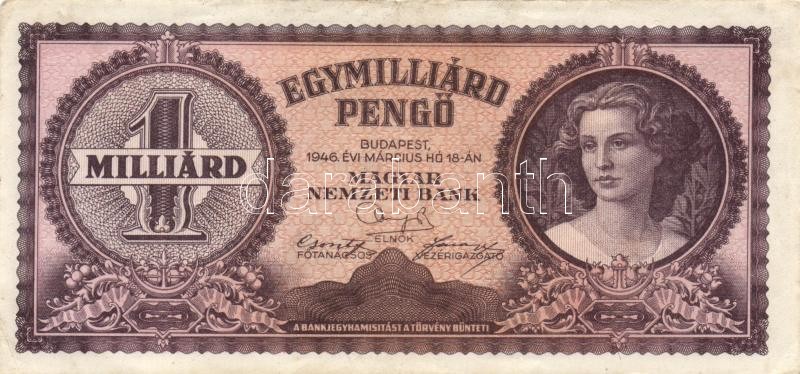 EGYMILLIÁRD
PENGŐ
1
MILLIÁRD
BUDAPEST,
1946. ÉVI MÁRCIUS HÓ 18-ÁN
MAGYAR
NEMZETI BANK
ELNÖK
FŐTANÁCSOS
VEZÉRIGAZGATÓ
A BANKJEGYHAMISITÁST A TÖRVÉNY BÜNTETI
darabanth